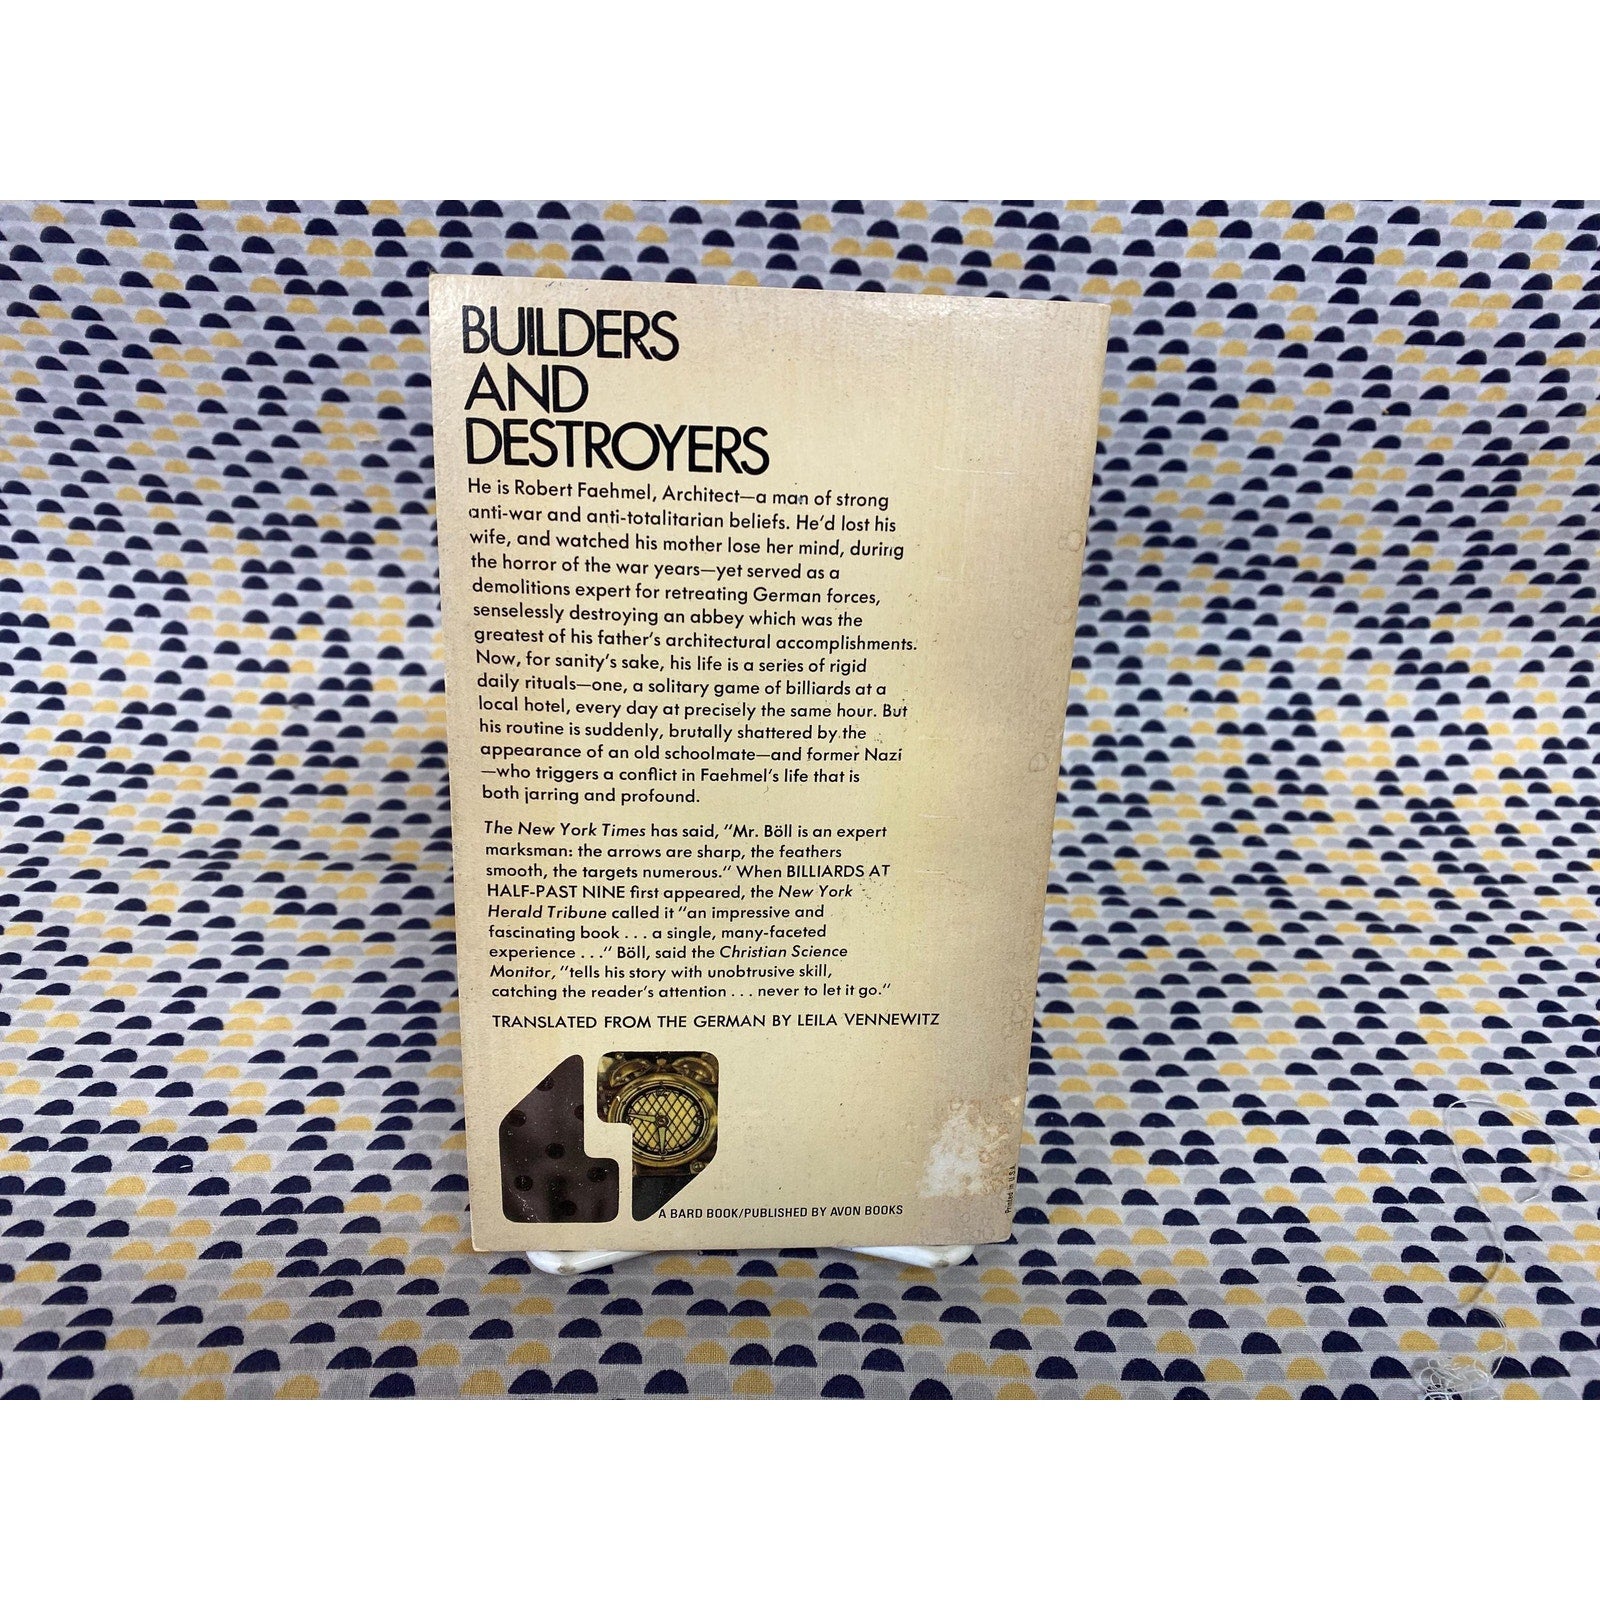 BUILDERS
AND
DESTROYERS
He is Robert Faehmel, Architect—a man of strong
anti-war and anti-totalitarian beliefs. He'd lost his
wife, and watched his mother lose her mind, during
the horror of the war years—yet served as a
demolitions expert for retreating German forces,
senselessly destroying an abbey which was the
greatest of his father's architectural accomplishments.
Now, for sanity's sake, his life is a series of rigid
daily rituals—one, a solitary game of billiards at a
local hotel, every day at precisely the same hour. But
his routine is suddenly, brutally shattered by the
appearance of an old schoolmate—and former Nazi
—who triggers a conflict in Faehmel's life that is
both jarring and profound.
The New York Times has said, "Mr. Böll is an expert
marksman: the arrows are sharp, the feathers
smooth, the targets numerous." When BILLIARDS AT
HALF-PAST NINE first appeared, the New York
Herald Tribune called it "an impressive and
fascinating book . . . a single, many-faceted
experience . . ." Böll, said the Christian Science
Monitor, "tells his story with unobtrusive skill,
catching the reader's attention . . . never to let it go."
TRANSLATED FROM THE GERMAN BY LEILA VENNEWITZ
A BARD BOOK/PUBLISHED BY AVON BOOKS
Printed in U.S.A.